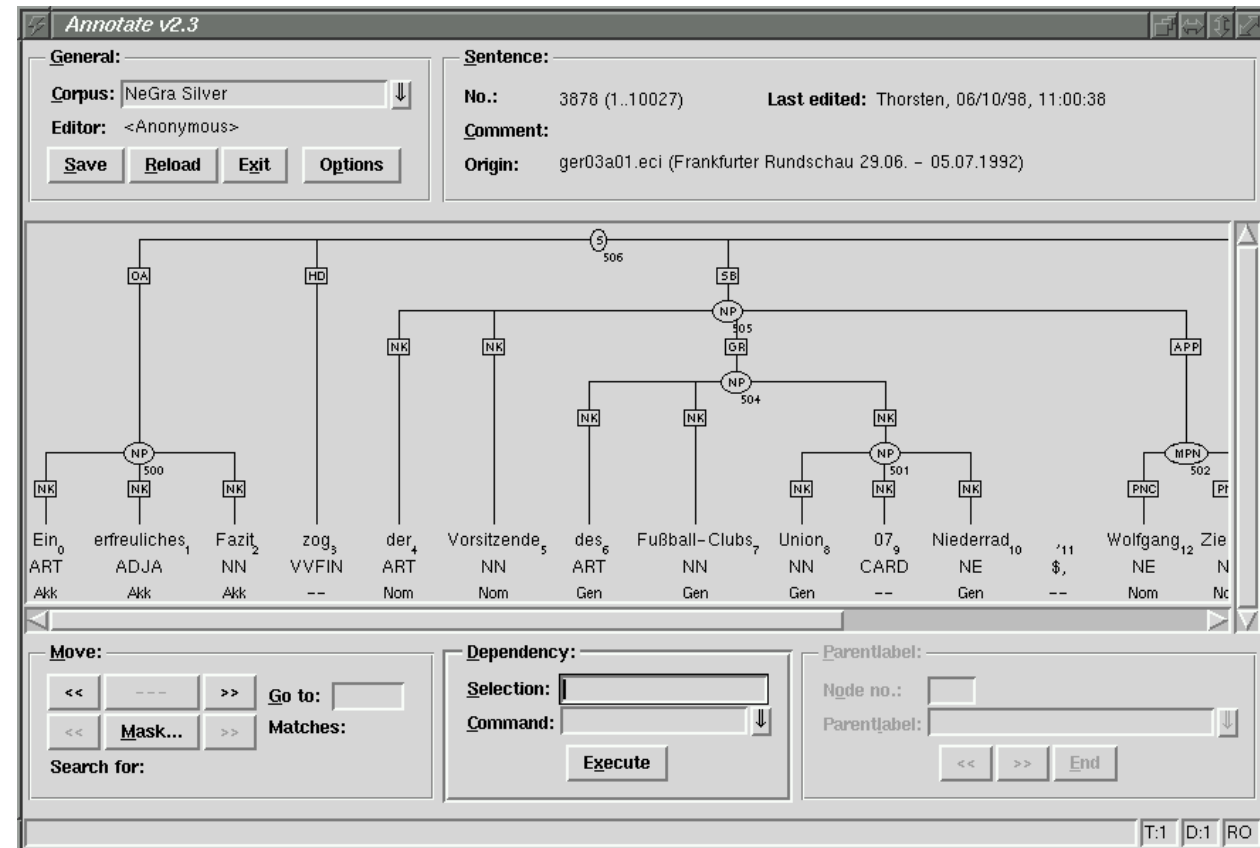 Annotate v2.3
General:
Corpus: NeGra Silver
Editor: <Anonymous>
Save Reload Exit Options
Sentence:
No.: 3878 (1..10027) Last edited: Thorsten, 06/10/98, 11:00:38
Comment:
Origin: ger03a01.eci (Frankfurter Rundschau 29.06. – 05.07.1992)
S
506
OA HD SB
NP
505
NK NK GR APP
NP
504
NK NK NK
NP NP MPN
500 501 502
NK NK NK NK NK NK PNC
Ein0 erfreuliches1 Fazit2 zog3 der4 Vorsitzende5 des6 Fußball-Clubs7 Union8 079 Niederrad10 ,11 Wolfgang12 Zie
ART ADJA NN VVFIN ART NN ART NN NN CARD NE $, NE N
Akk Akk Akk -- Nom Nom Gen Gen Gen -- Gen -- Nom
Move:
<< --- >> Go to:
<< Mask... >> Matches:
Search for:
Dependency:
Selection:
Command:
Execute
Parentlabel:
Node no.:
Parentlabel:
<< >> End
T:1 D:1 RO